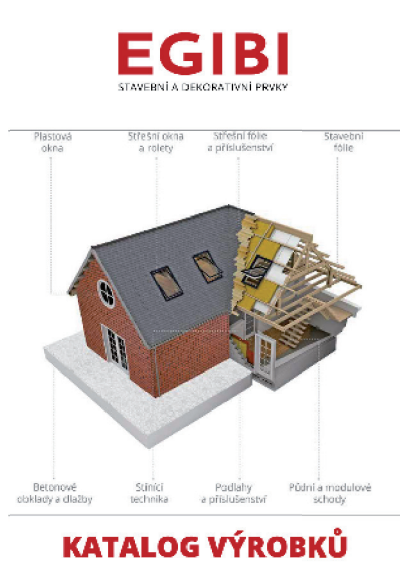 EGIBI
STAVEBNÍ A DEKORATIVNÍ PRVKY
Plastová
okna
Střešní okna
a rolety
Střešní fólie
a příslušenství
Stavební
fólie
Betonové
obklady a dlažby
Stínící
technika
Podlahy
a příslušenství
Půdní a modulové
schody
KATALOG VÝROBKŮ